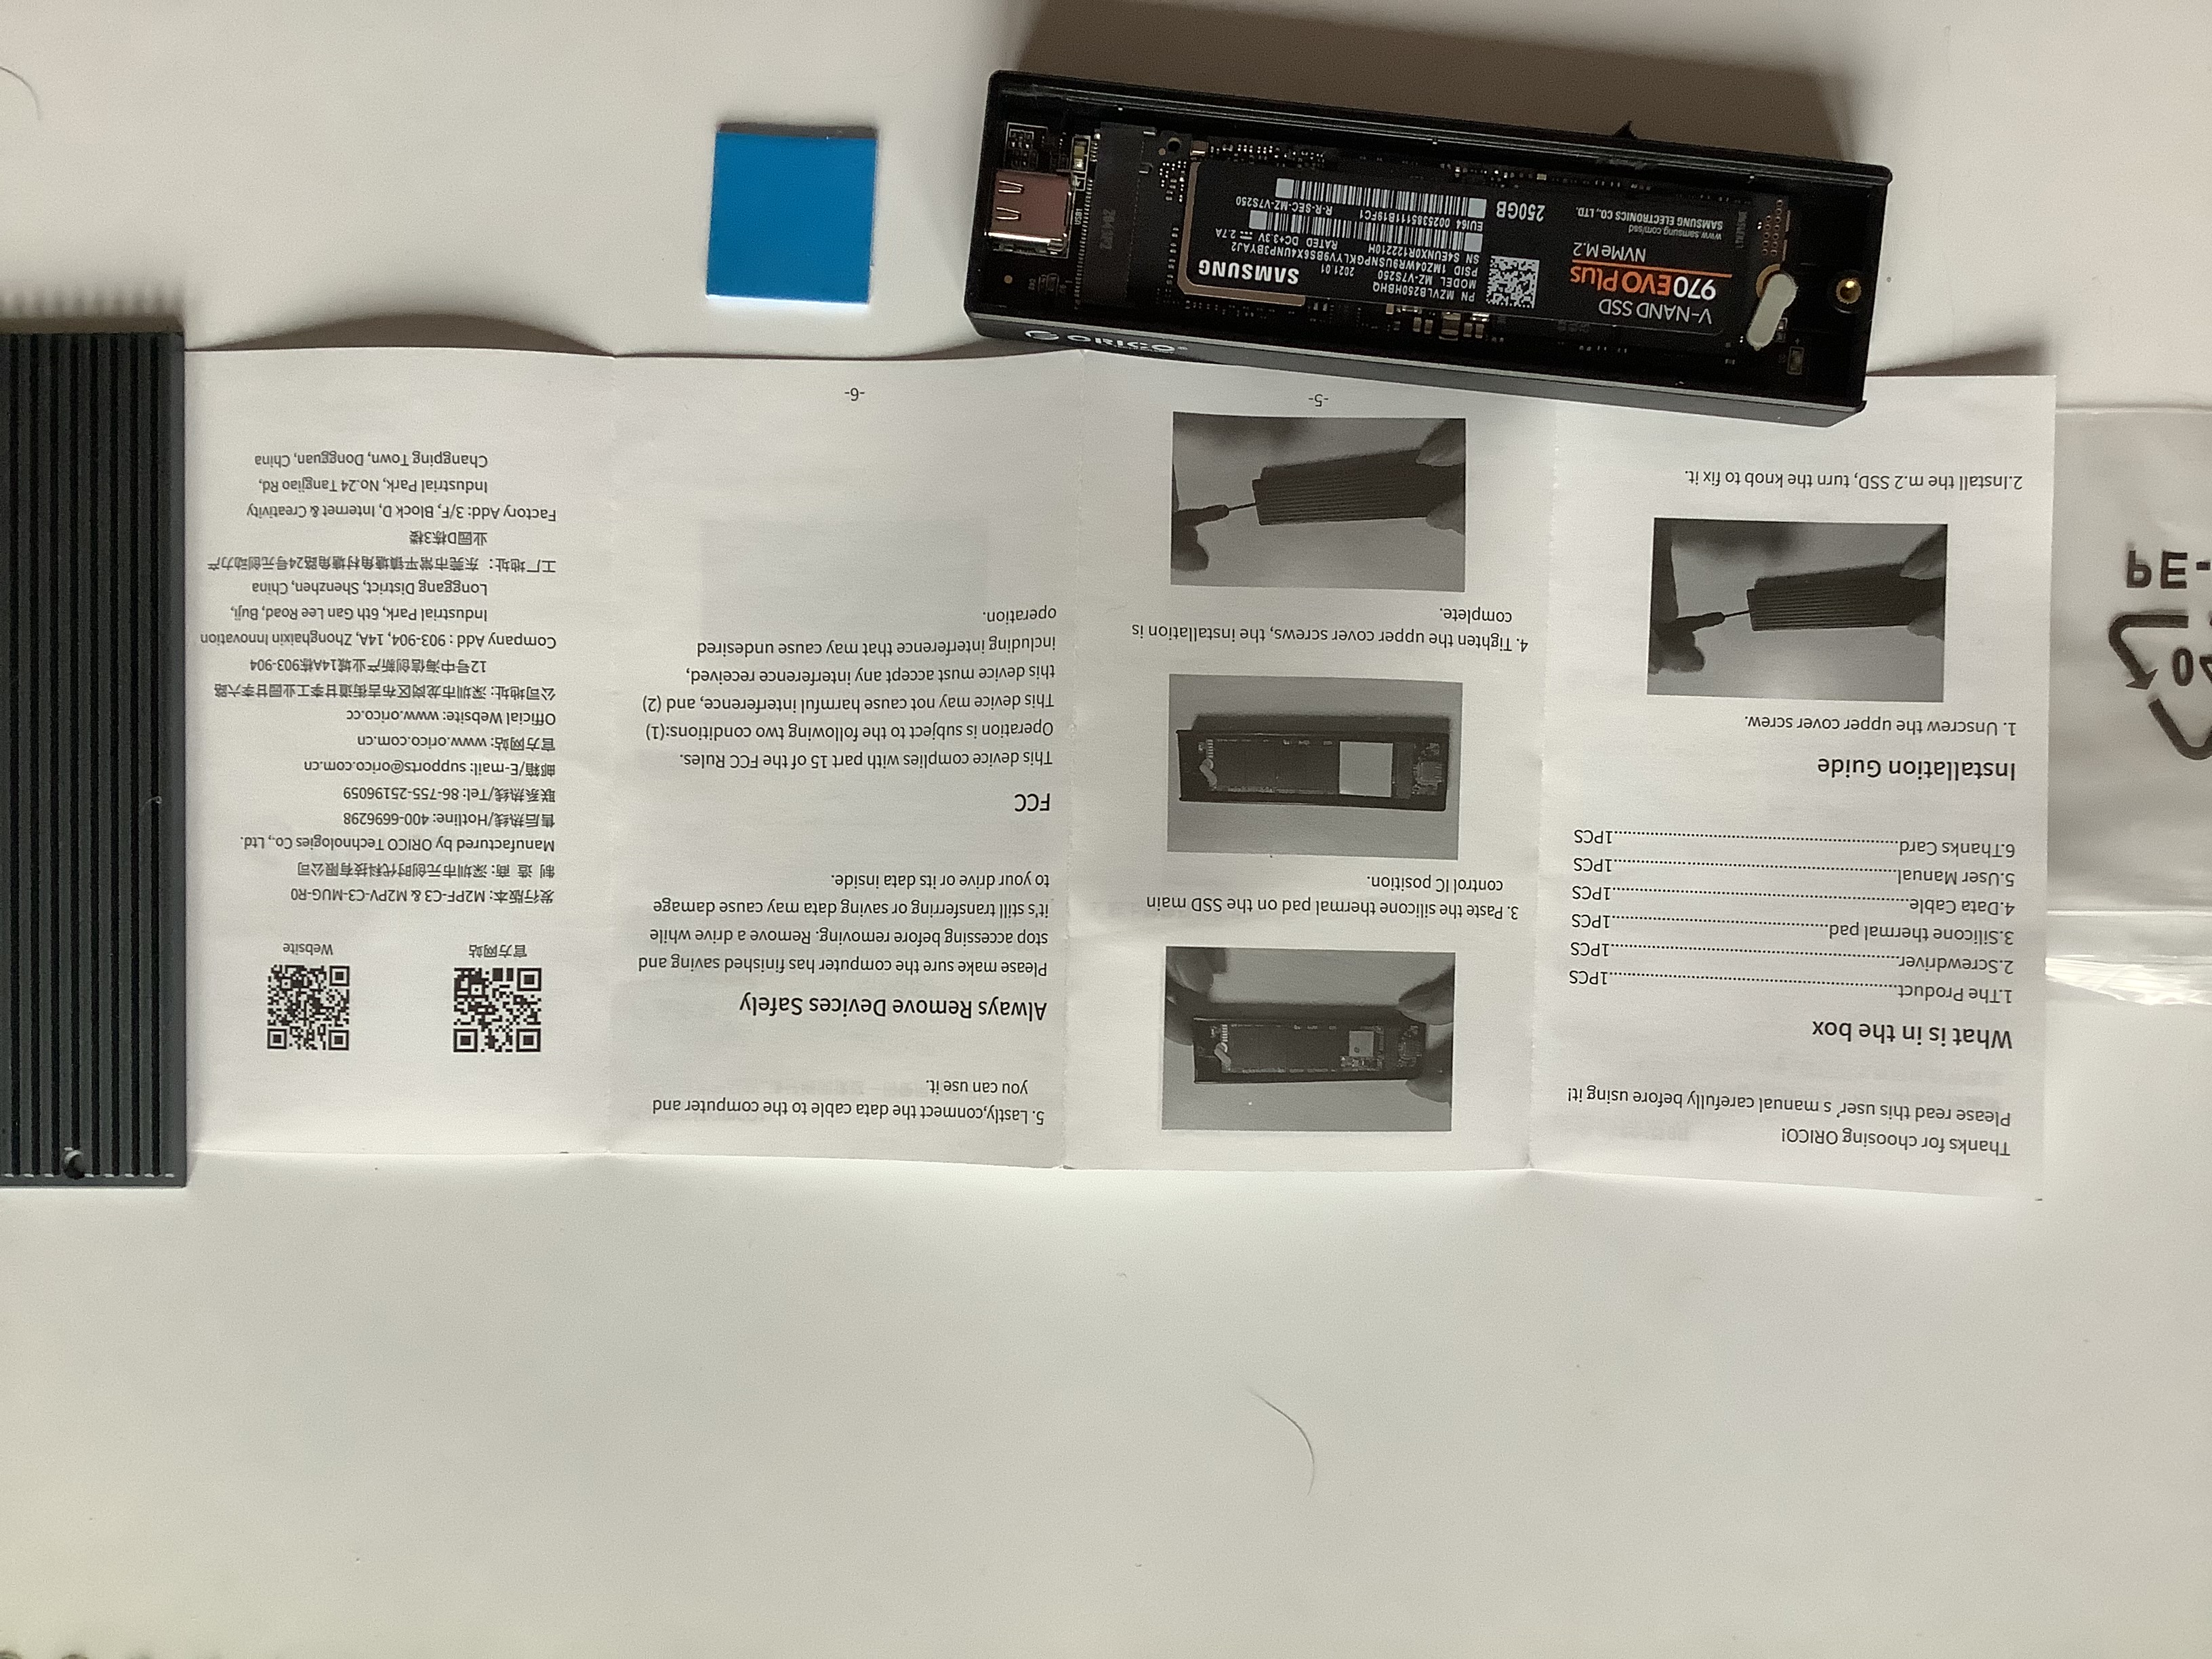 Thanks for choosing ORICO!
Please read this user's manual carefully before using it!
What is in the box
1.The Product..........1PCS
2.Screwdriver..........1PCS
3.Silicone thermal pad..........1PCS
4.Data Cable..........1PCS
5.User Manual..........1PCS
6.Thanks Card..........1PCS
Installation Guide
1. Unscrew the upper cover screw.
2.Install the m.2 SSD, turn the knob to fix it.
3. Paste the silicone thermal pad on the SSD main
control IC position.
4. Tighten the upper cover screws, the installation is
complete.
-5-
5. Lastly,conmect the data cable to the computer and
you can use it.
Always Remove Devices Safely
Please make sure the computer has finished saving and
stop accessing before removing. Remove a drive while
it's still transferring or saving data may cause damage
to your drive or its data inside.
FCC
This device complies with part 15 of the FCC Rules.
Operation is subject to the following two conditions:(1)
This device may not cause harmful interference, and (2)
this device must accept any interference received,
including interference that may cause undesired
operation.
-6-
官方网站
Website
发行版本: M2PF-C3 & M2PV-C3-MUG-R0
制 造 商: 深圳市元创时代科技有限公司
Manufactured by ORICO Technologies Co., Ltd.
售后热线/Hotline: 400-6696298
联系热线/Tel: 86-755-25196059
邮箱/E-mail: supports@orico.com.cn
官方网站: www.orico.com.cn
Official Website: www.orico.cc
公司地址: 深圳市龙岗区布吉街道甘李工业园甘李六路
12号中海信创新产业城14A栋903-904
Company Add : 903-904, 14A, Zhonghaixin Innovation
Industrial Park, 6th Gan Lee Road, Buji,
Longgang District, Shenzhen, China
工厂地址: 东莞市常平镇塘角村塘角路24号元创动力产
业园D栋3楼
Factory Add: 3/F, Block D, Internet & Creativity
Industrial Park, No.24 Tangjiao Rd,
Changping Town, Dongguan, China
04
PE-
ORICO
V-NAND SSD
970 EVO Plus
NVMe M.2
www.samsung.com/ssd
SAMSUNG ELECTRONICS CO., LTD.
250GB
PN MZVLB250HBHQ
MODEL MZ-V7S250 2021.01
SAMSUNG
PSID 1MZ04WR9USNPGKLYV9BS6X4UNP3BYAJ2
SN S4EUNX0R122210H RATED DC+3.3V 2.7A
EUI64 0025385111B19FC1 R-R-SEC-MZ-V7S250